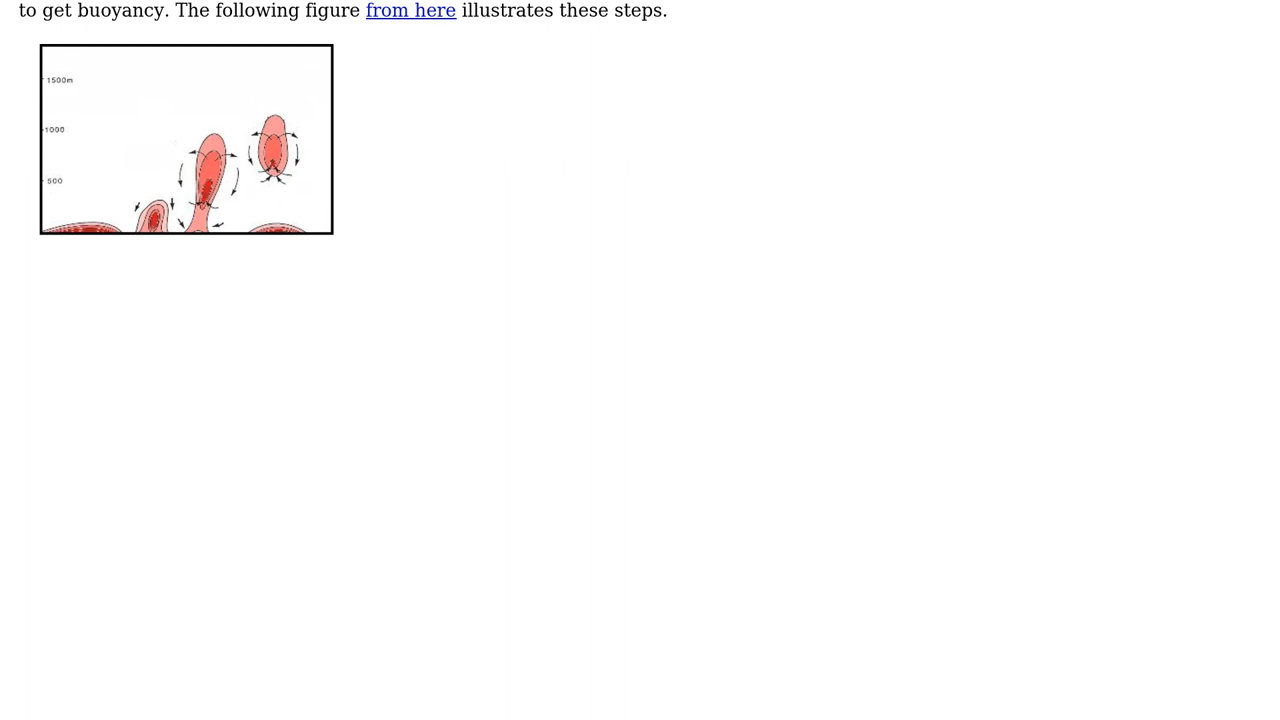 to get buoyancy. The following figure from here illustrates these steps.
1500m
1000
500